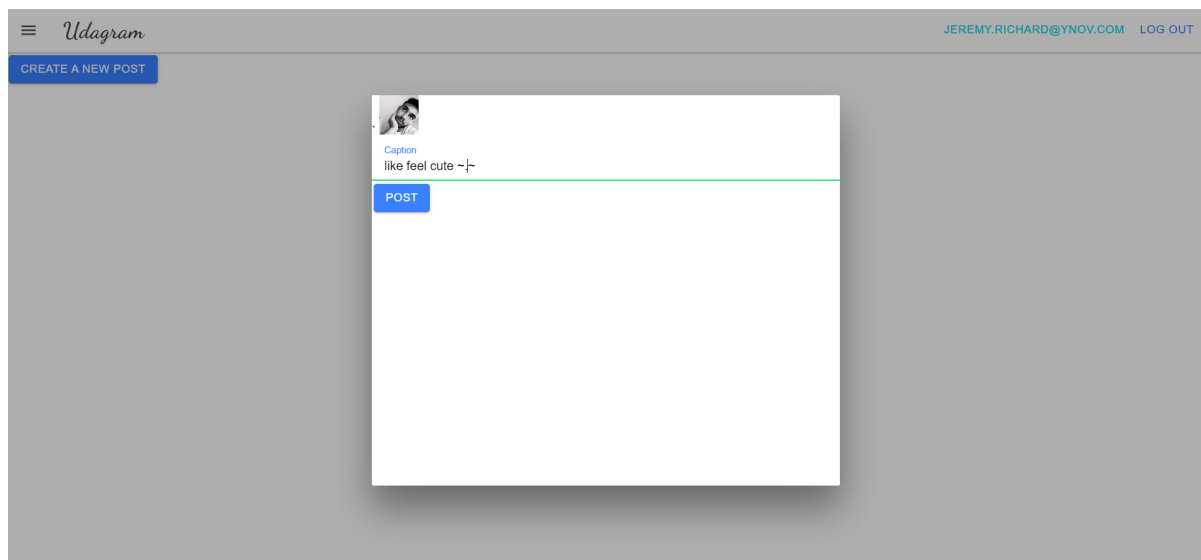 Udagram
JEREMY.RICHARD@YNOV.COM LOG OUT
CREATE A NEW POST
Caption
like feel cute ~.~
POST